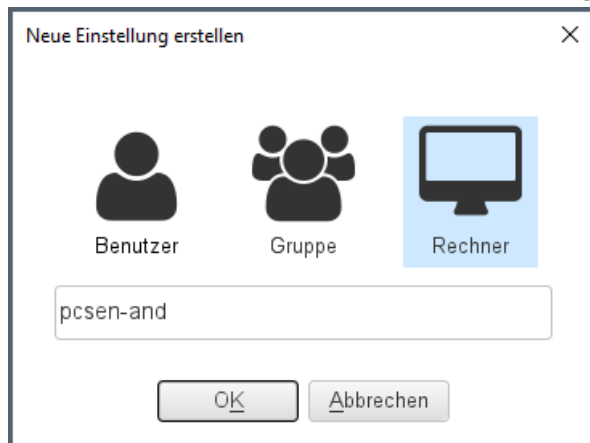 Neue Einstellung erstellen
Benutzer Gruppe Rechner
pcsen-and
OK Abbrechen